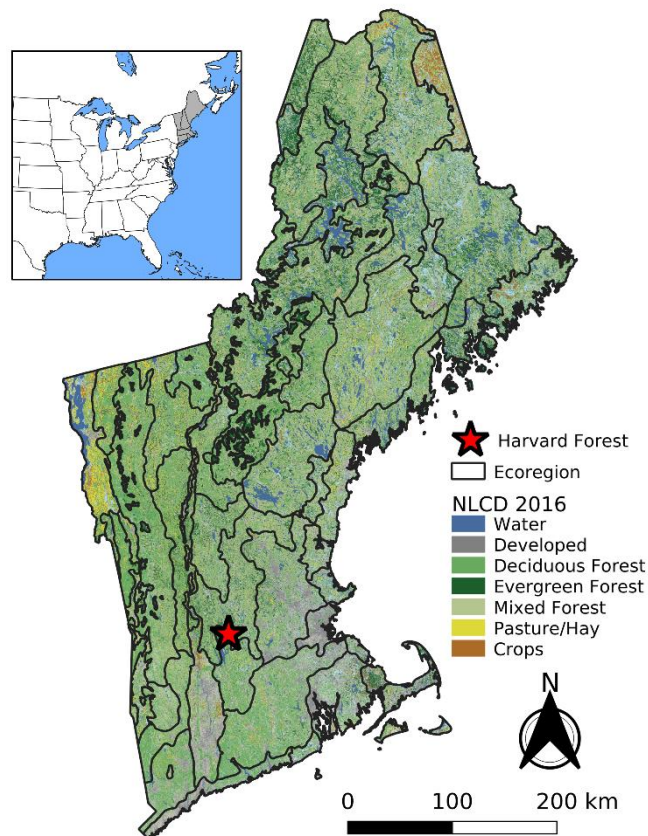 Harvard Forest
Ecoregion
NLCD 2016
Water
Developed
Deciduous Forest
Evergreen Forest
Mixed Forest
Pasture/Hay
Crops
N
0 100 200 km